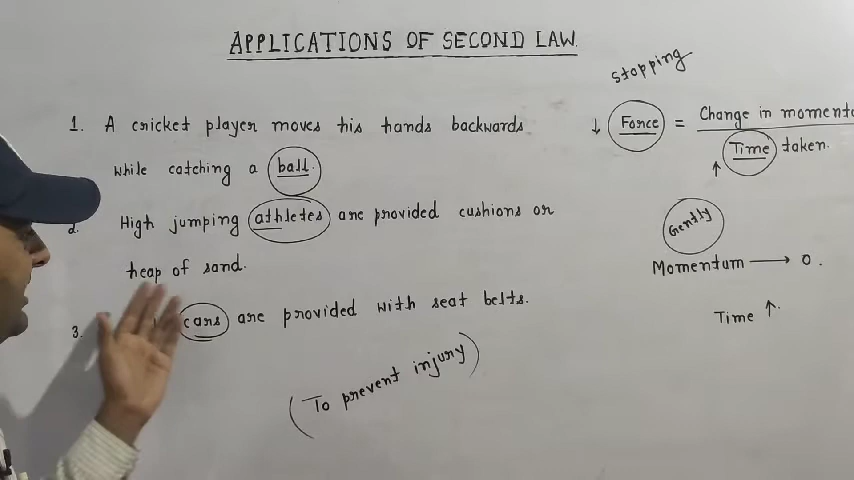 APPLICATIONS OF SECOND LAW.
1. A cricket player moves his hands backwards
while catching a ball.
2. High jumping athletes are provided cushions or
heap of sand.
3. cars are provided with seat belts.
(To prevent injury)
stopping
↓ Force = Change in
↑ Time taken.
Gently
Momentum → 0.
Time ↑.